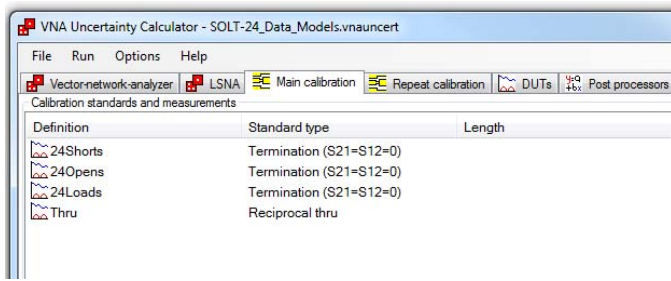 VNA Uncertainty Calculator - SOLT-24_Data_Models.vnauncert
File Run Options Help
Vector-network-analyzer LSNA Main calibration Repeat calibration DUTs Post processors
Calibration standards and measurements
Definition Standard type Length
24Shorts Termination (S21=S12=0)
24Opens Termination (S21=S12=0)
24Loads Termination (S21=S12=0)
Thru Reciprocal thru